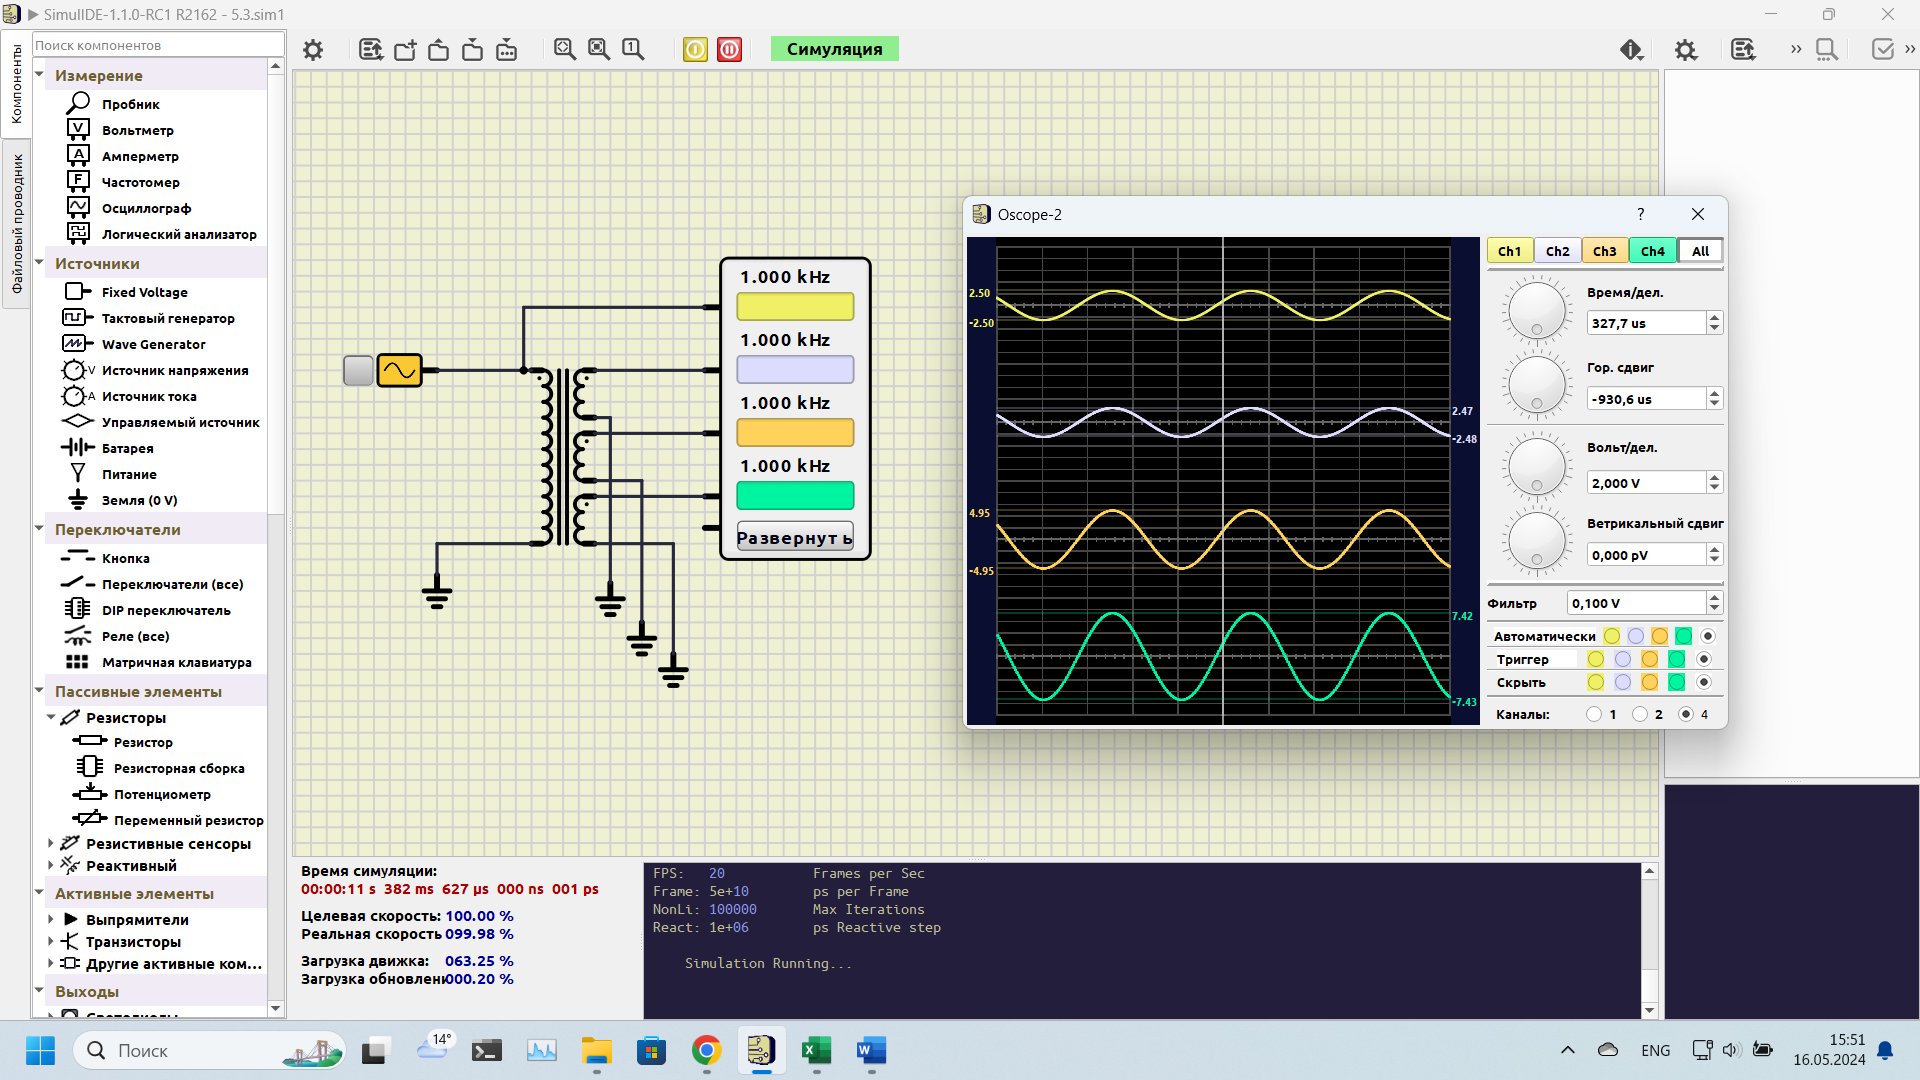 SimulIDE-1.1.0-RC1 R2162 - 5.3.sim1
Компоненты
Файловый проводник
Поиск компонентов
Измерение
Пробник
Вольтметр
Амперметр
Частотомер
Осциллограф
Логический анализатор
Источники
Fixed Voltage
Тактовый генератор
Wave Generator
Источник напряжения
Источник тока
Управляемый источник
Батарея
Питание
Земля (0 V)
Переключатели
Кнопка
Переключатели (все)
DIP переключатель
Реле (все)
Матричная клавиатура
Пассивные элементы
Резисторы
Резистор
Резисторная сборка
Потенциометр
Переменный резистор
Резистивные сенсоры
Реактивный
Активные элементы
Выпрямители
Транзисторы
Другие активные ком...
Выходы
Симуляция
1.000 kHz
1.000 kHz
1.000 kHz
1.000 kHz
Развернуть
Oscope-2
?
2.50
-2.50
2.47
-2.48
4.95
-4.95
7.42
-7.43
Ch1 Ch2 Ch3 Ch4 All
Время/дел.
327,7 us
Гор. сдвиг
-930,6 us
Вольт/дел.
2,000 V
Ветрикальный сдвиг
0,000 pV
Фильтр 0,100 V
Автоматически
Триггер
Скрыть
Каналы: 1 2 4
Время симуляции:
00:00:11 s 382 ms 627 µs 000 ns 001 ps
Целевая скорость: 100.00 %
Реальная скорость 099.98 %
Загрузка движка: 063.25 %
Загрузка обновлени 000.20 %
FPS: 20 Frames per Sec
Frame: 5e+10 ps per Frame
NonLi: 100000 Max Iterations
React: 1e+06 ps Reactive step
Simulation Running...
Поиск
14°
ENG
15:51
16.05.2024